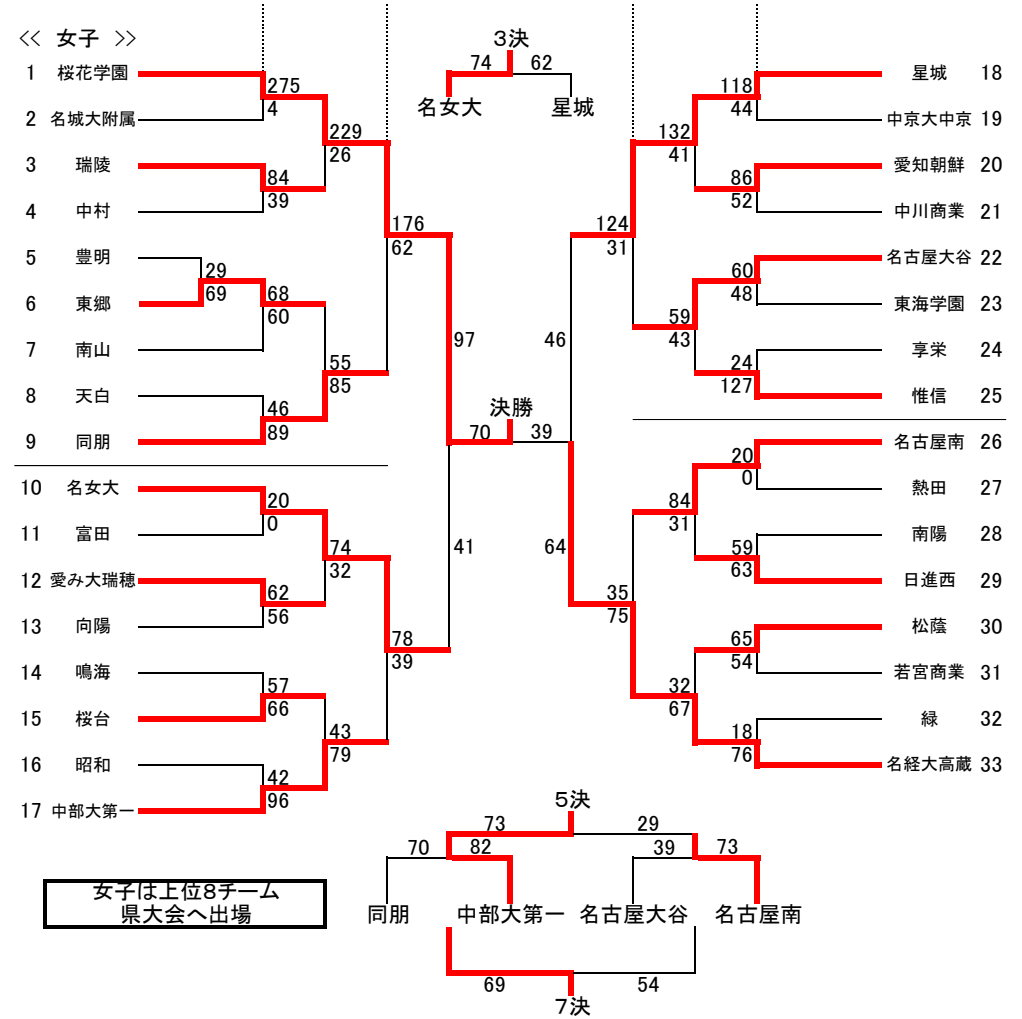 << 女子 >>
1 桜花学園
2 名城大附属
3 瑞陵
4 中村
5 豊明
6 東郷
7 南山
8 天白
9 同朋
10 名女大
11 富田
12 愛み大瑞穂
13 向陽
14 鳴海
15 桜台
16 昭和
17 中部大第一
275
4
84
39
29
69
68
60
46
89
20
0
62
56
57
66
42
96
229
26
55
85
74
32
43
79
176
62
78
39
97
41
3決
74 62
名女大 星城
決勝
70 39
46
64
124
31
35
75
132
41
59
43
84
31
32
67
118
44
86
52
60
48
24
127
20
0
59
63
65
54
18
76
星城 18
中京大中京 19
愛知朝鮮 20
中川商業 21
名古屋大谷 22
東海学園 23
享栄 24
惟信 25
名古屋南 26
熱田 27
南陽 28
日進西 29
松蔭 30
若宮商業 31
緑 32
名経大高蔵 33
5決
73 29
70 82 39 73
同朋 中部大第一 名古屋大谷 名古屋南
69 54
7決
女子は上位8チーム
県大会へ出場